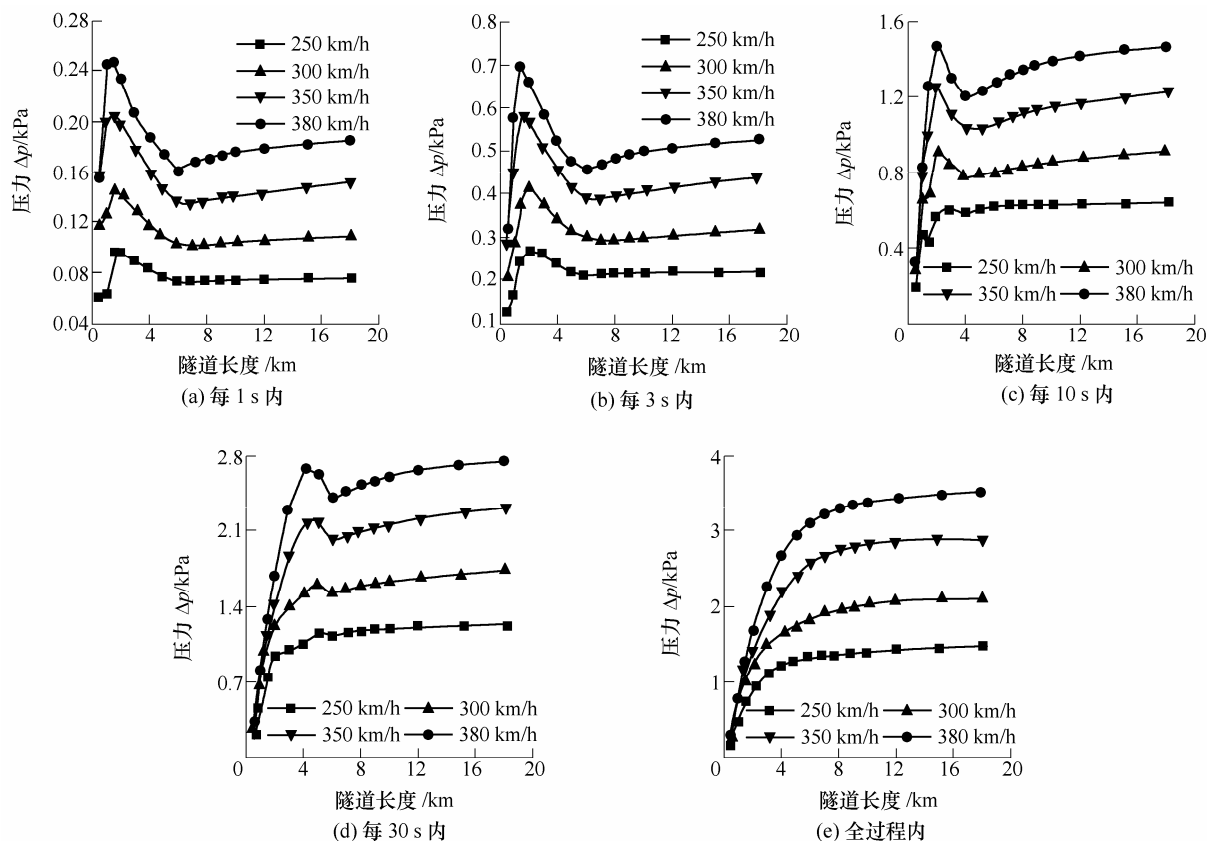 0.28
0.24
0.20
0.16
0.12
0.08
0.04
压力 Δp/kPa
250 km/h
300 km/h
350 km/h
380 km/h
0 4 8 12 16 20
隧道长度 /km
(a) 每 1 s 内
0.8
0.7
0.6
0.5
0.4
0.3
0.2
0.1
压力 Δp/kPa
250 km/h
300 km/h
350 km/h
380 km/h
0 4 8 12 16 20
隧道长度 /km
(b) 每 3 s 内
1.6
1.2
0.8
0.4
压力 Δp/kPa
250 km/h 300 km/h
350 km/h 380 km/h
0 4 8 12 16 20
隧道长度 /km
(c) 每 10 s 内
2.8
2.1
1.4
0.7
压力 Δp/kPa
250 km/h 300 km/h
350 km/h 380 km/h
0 4 8 12 16 20
隧道长度 /km
(d) 每 30 s 内
4
3
2
1
压力 Δp/kPa
250 km/h 300 km/h
350 km/h 380 km/h
0 4 8 12 16 20
隧道长度 /km
(e) 全过程内